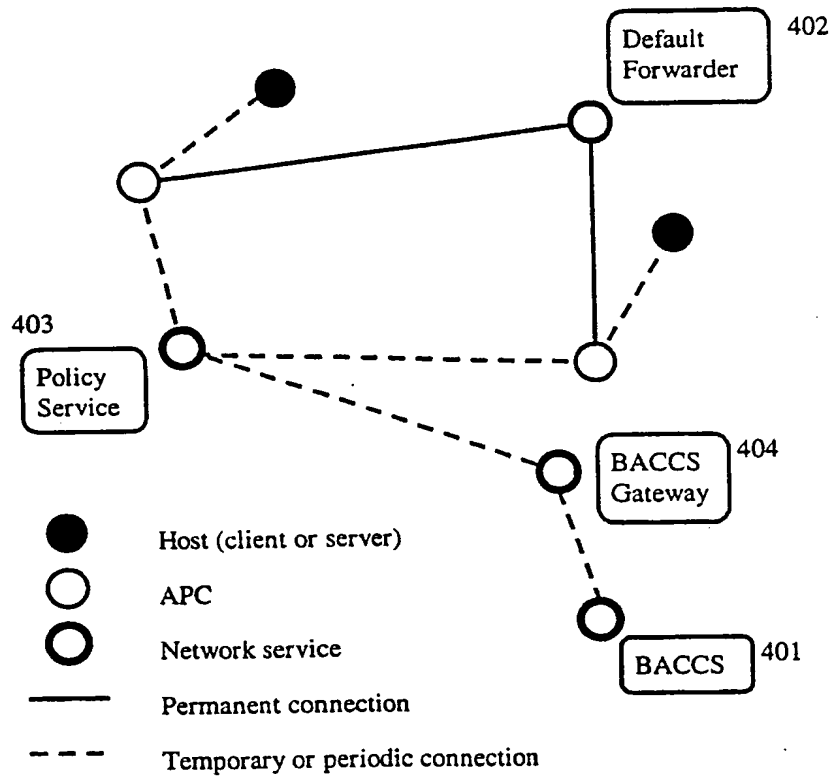 402
Default
Forwarder
403
Policy
Service
BACCS
Gateway
404
BACCS
401
Host (client or server)
APC
Network service
Permanent connection
Temporary or periodic connection